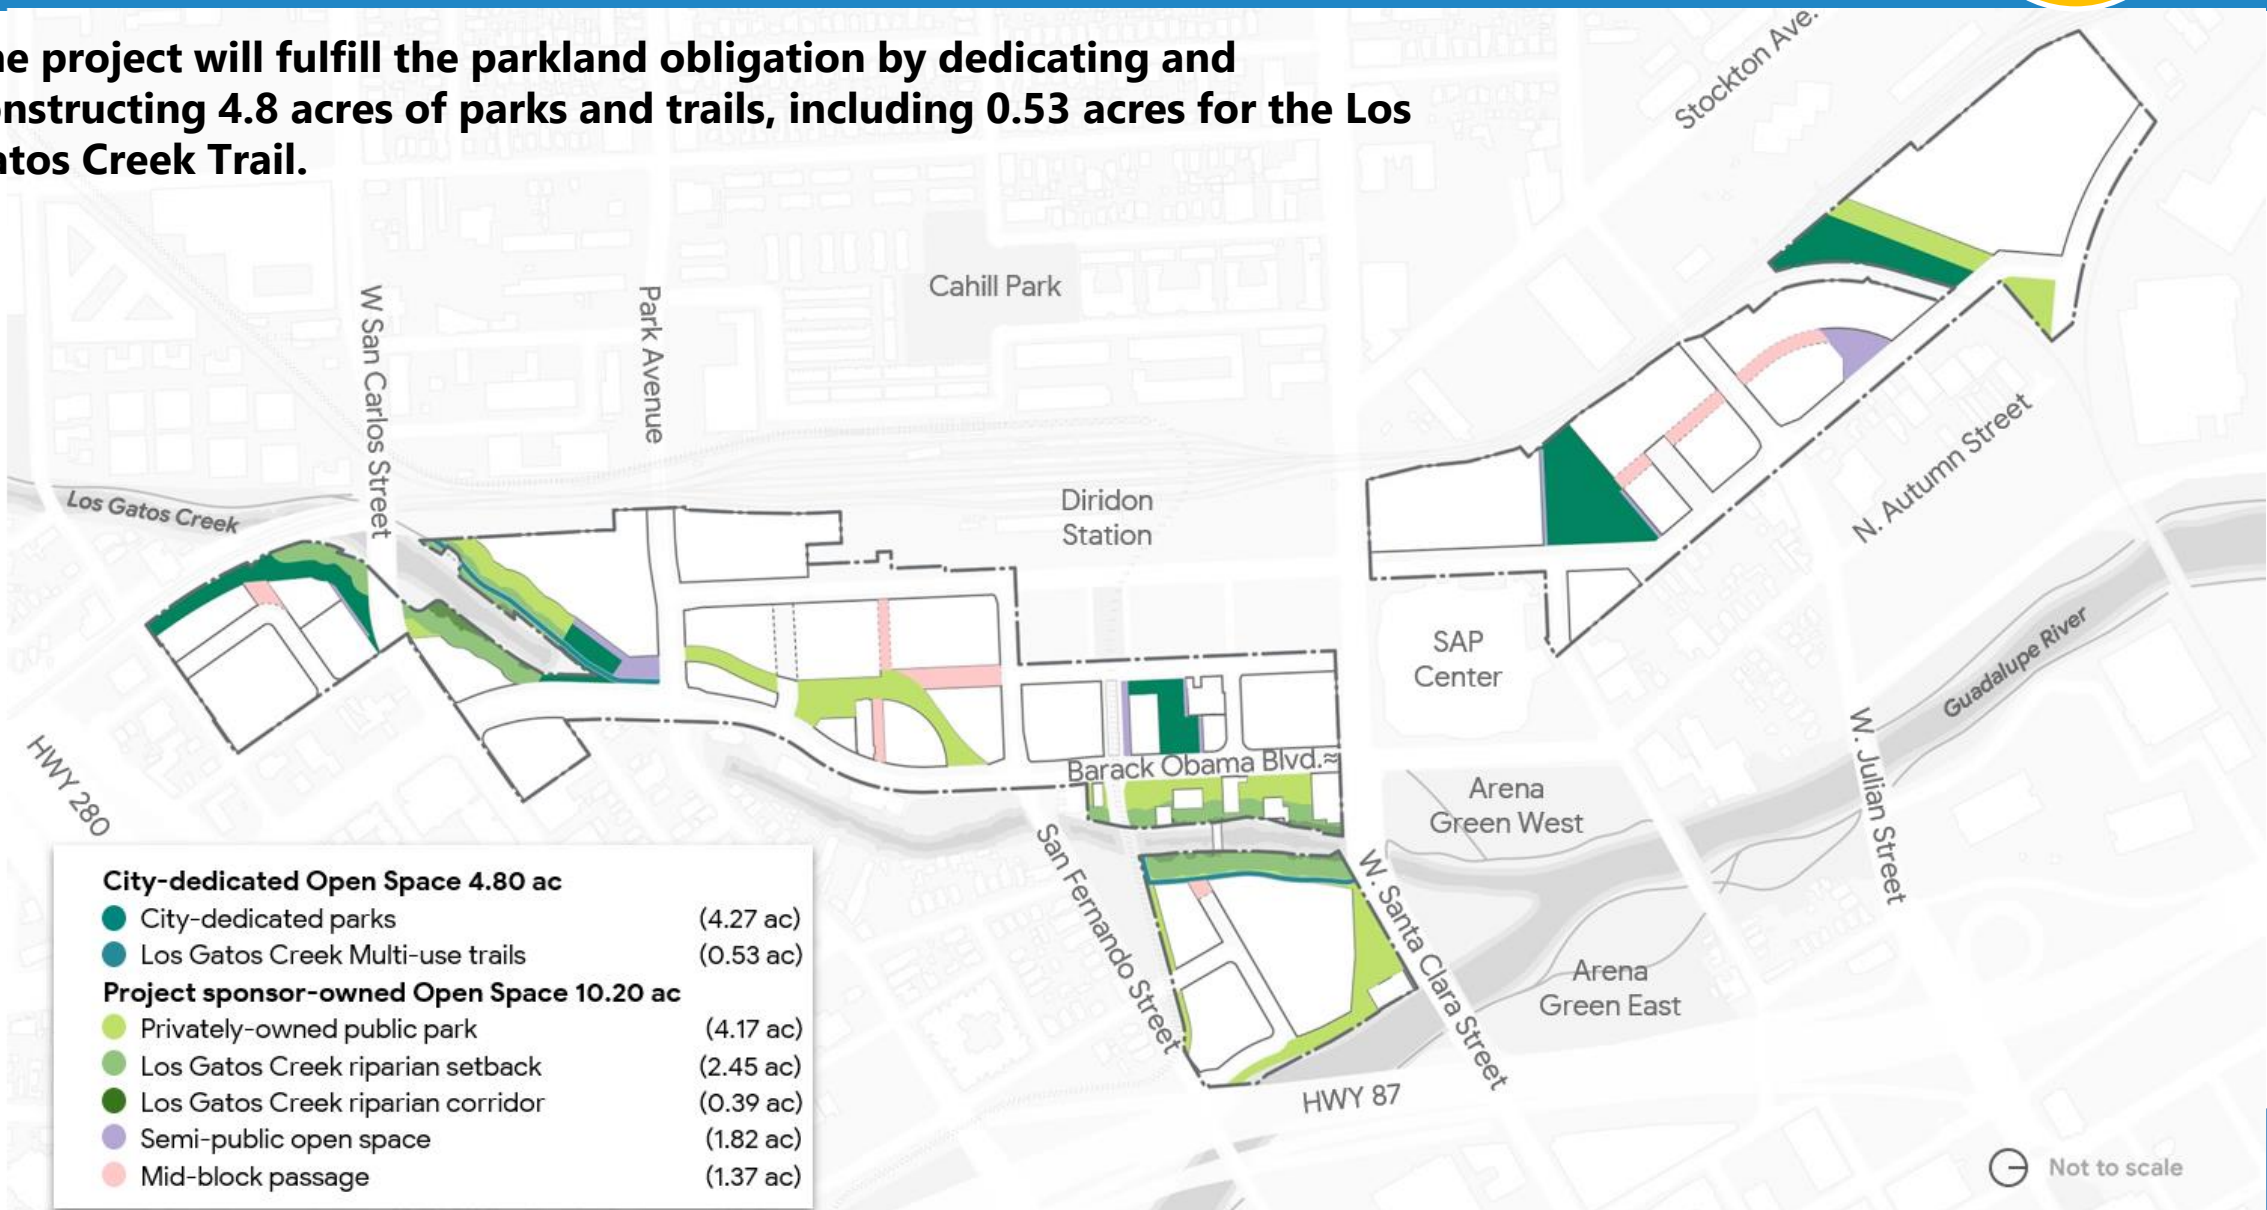 ne project will fulfill the parkland obligation by dedicating and
nstructing 4.8 acres of parks and trails, including 0.53 acres for the Los
atos Creek Trail.
Stockton Ave.
Cahill Park
W San Carlos Street
Park Avenue
Los Gatos Creek
Diridon
Station
N. Autumn Street
SAP
Center
Guadalupe River
HWY 280
Barack Obama Blvd.
Arena
Green West
W. Julian Street
San Fernando Street
W. Santa Clara Street
Arena
Green East
HWY 87
City-dedicated Open Space 4.80 ac
City-dedicated parks (4.27 ac)
Los Gatos Creek Multi-use trails (0.53 ac)
Project sponsor-owned Open Space 10.20 ac
Privately-owned public park (4.17 ac)
Los Gatos Creek riparian setback (2.45 ac)
Los Gatos Creek riparian corridor (0.39 ac)
Semi-public open space (1.82 ac)
Mid-block passage (1.37 ac)
Not to scale